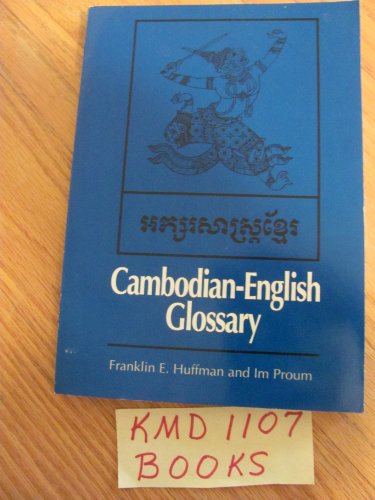 អក្សរសាស្ត្រខ្មែរ
Cambodian-English
Glossary
Franklin E. Huffman and Im Proum
KMD 1107
BOOKS